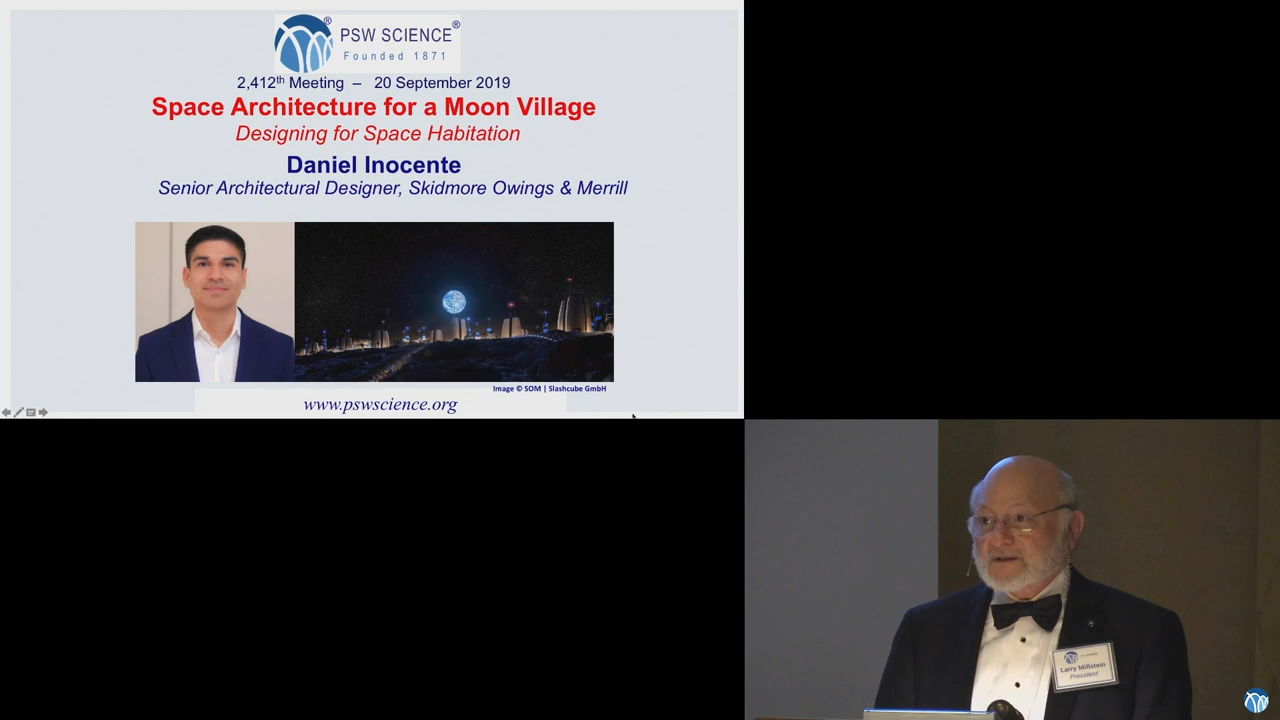 PSW SCIENCE®
Founded 1871
2,412th Meeting – 20 September 2019
Space Architecture for a Moon Village
Designing for Space Habitation
Daniel Inocente
Senior Architectural Designer, Skidmore Owings & Merrill
Image © SOM | Slashcube GmbH
www.pswscience.org
Larry Millstein
President